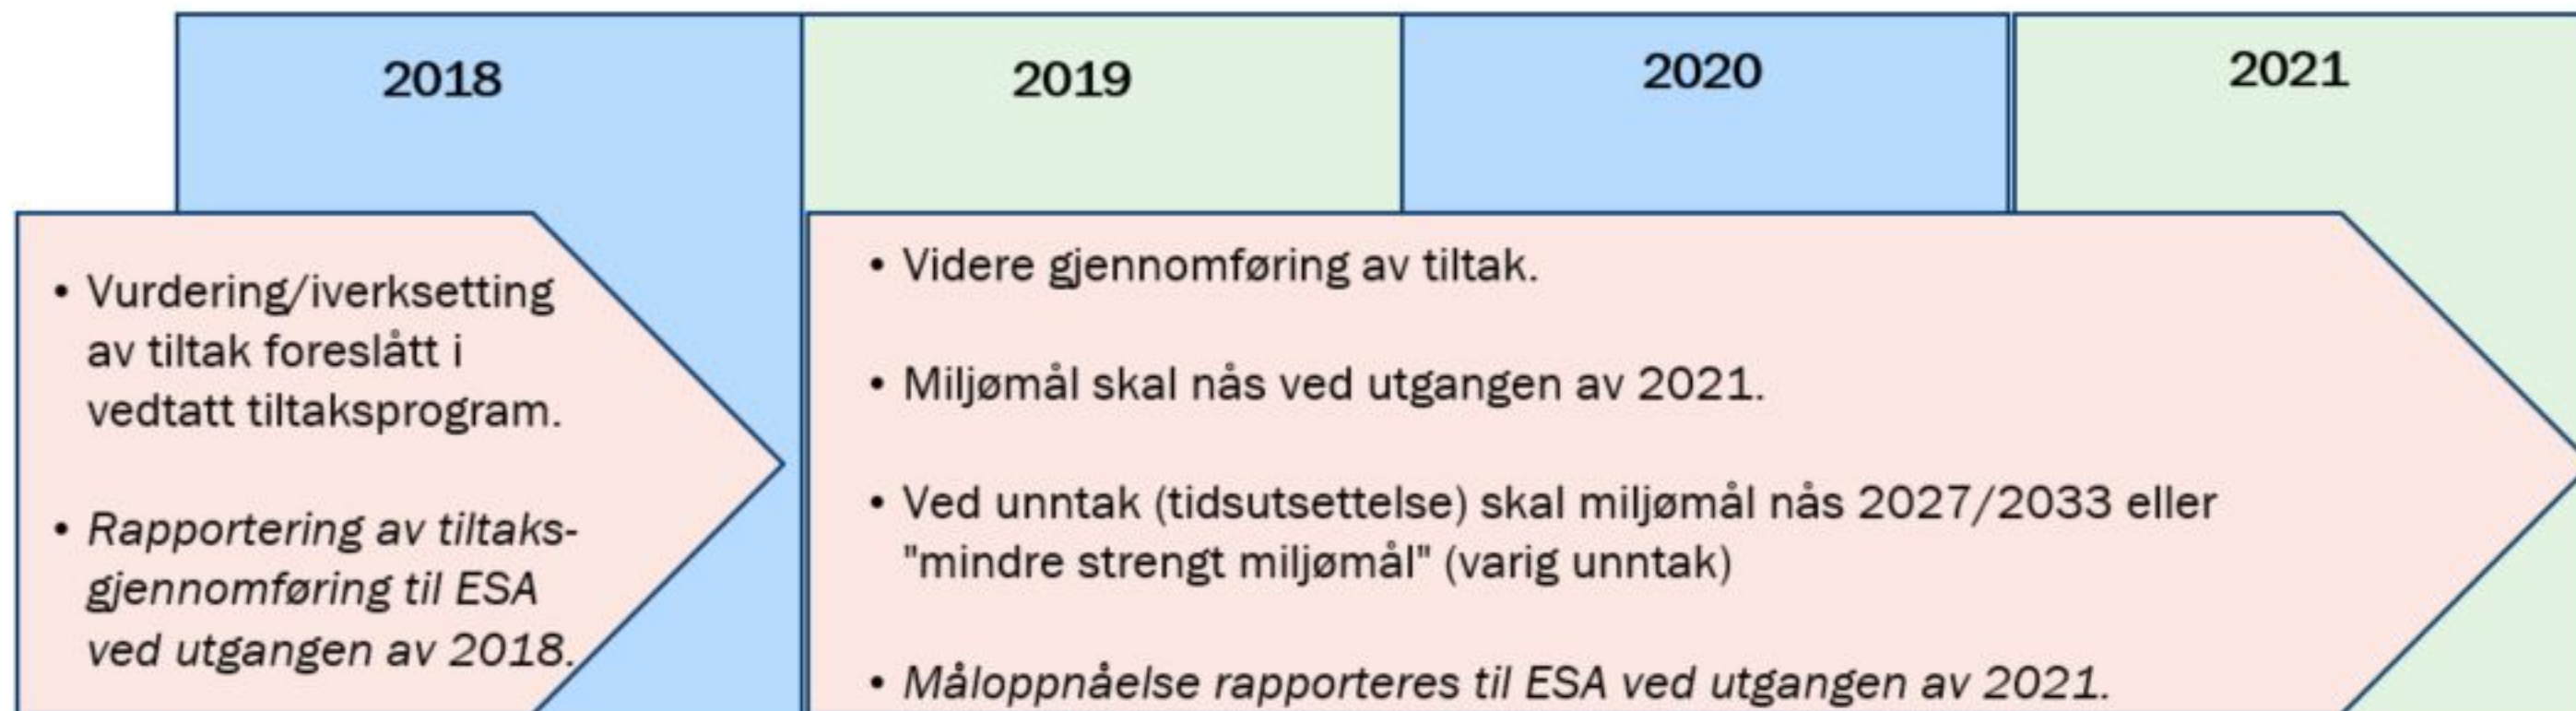 2018
2019
2020
2021
• Vurdering/iverksetting
av tiltak foreslått i
vedtatt tiltaksprogram.
• Rapportering av tiltaks-
gjennomføring til ESA
ved utgangen av 2018.
• Videre gjennomføring av tiltak.
• Miljømål skal nås ved utgangen av 2021.
• Ved unntak (tidsutsettelse) skal miljømål nås 2027/2033 eller
"mindre strengt miljømål" (varig unntak)
• Måloppnåelse rapporteres til ESA ved utgangen av 2021.